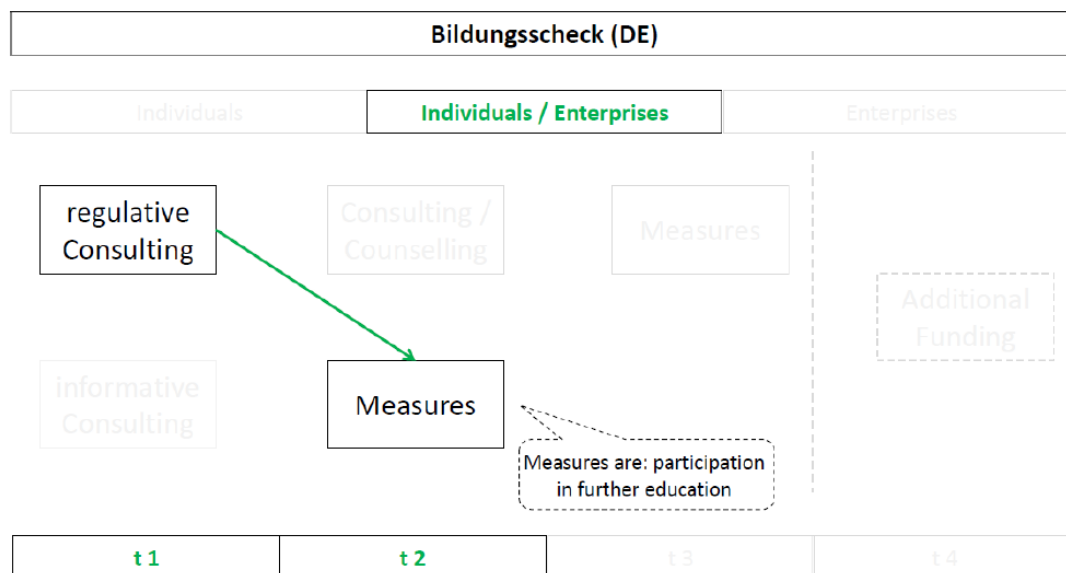 Bildungsscheck (DE)
Individuals
Individuals / Enterprises
Enterprises
regulative
Consulting
Consulting /
Counselling
Measures
Additional
Funding
informative
Consulting
Measures
Measures are: participation
in further education
t 1
t 2
t 3
t 4